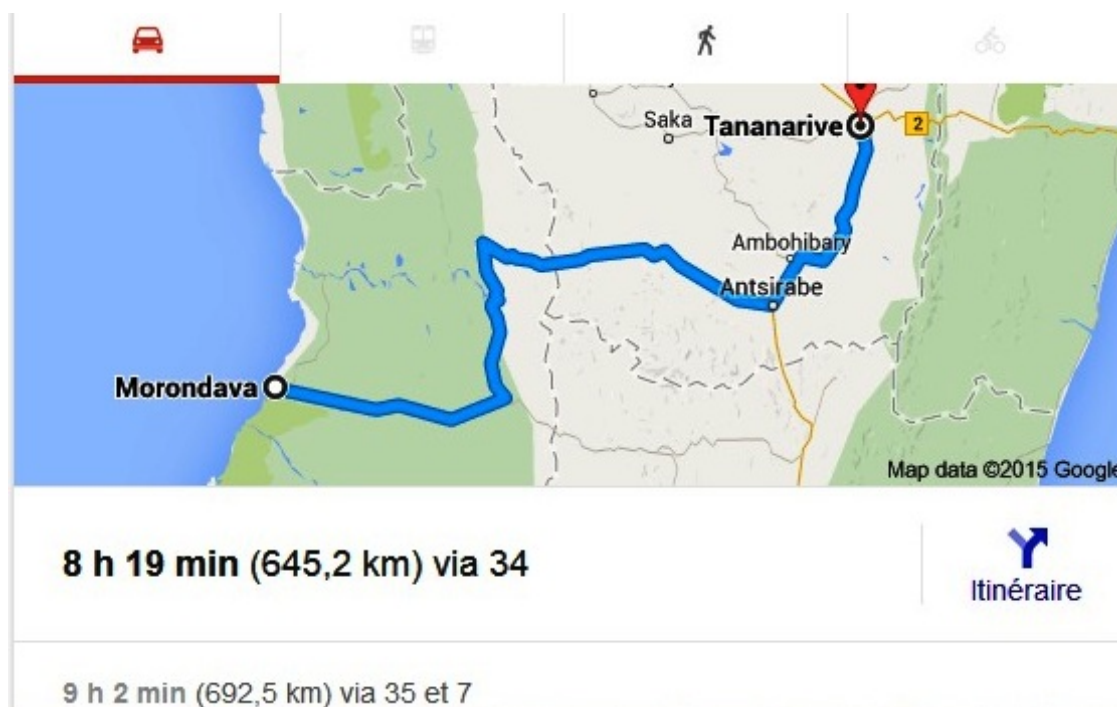 Saka
Tananarive
2
Ambohibary
Antsirabe
Morondava
Map data ©2015 Google
8 h 19 min (645,2 km) via 34
Itinéraire
9 h 2 min (692,5 km) via 35 et 7